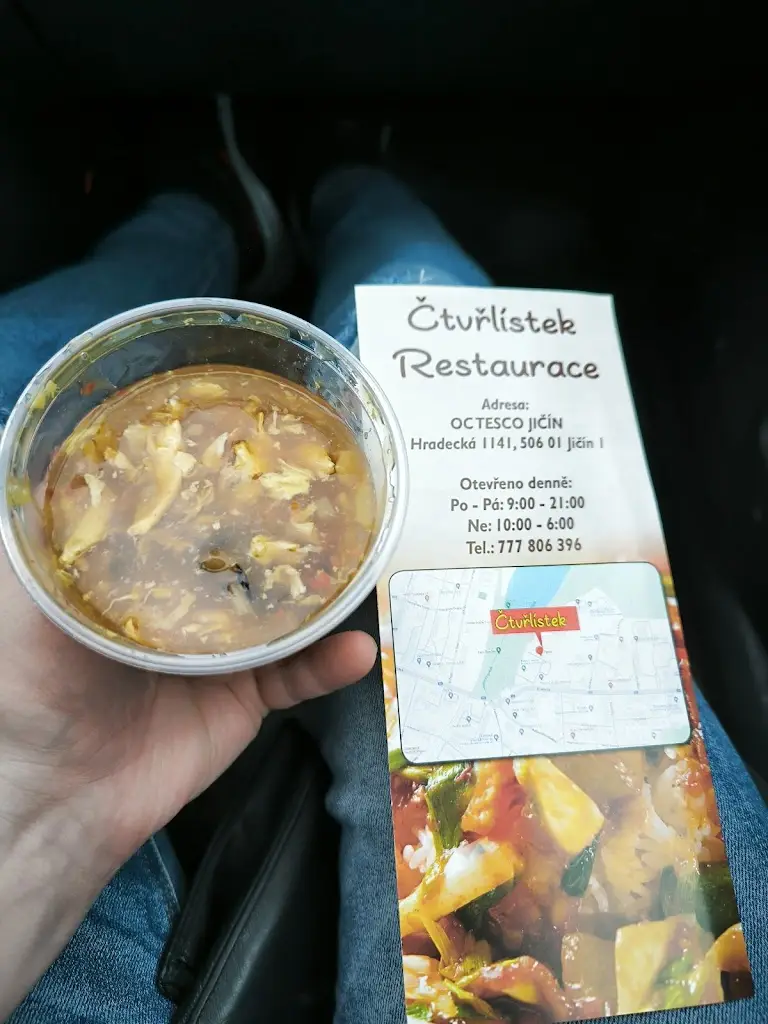 Čtvřlístek
Restaurace
Adresa:
OCTESCO JIČÍN
Hradecká 1141, 506 01 Jičín 1
Otevřeno denně:
Po - Pá: 9:00 - 21:00
Ne: 10:00 - 6:00
Tel.: 777 806 396
Čtvřlístek